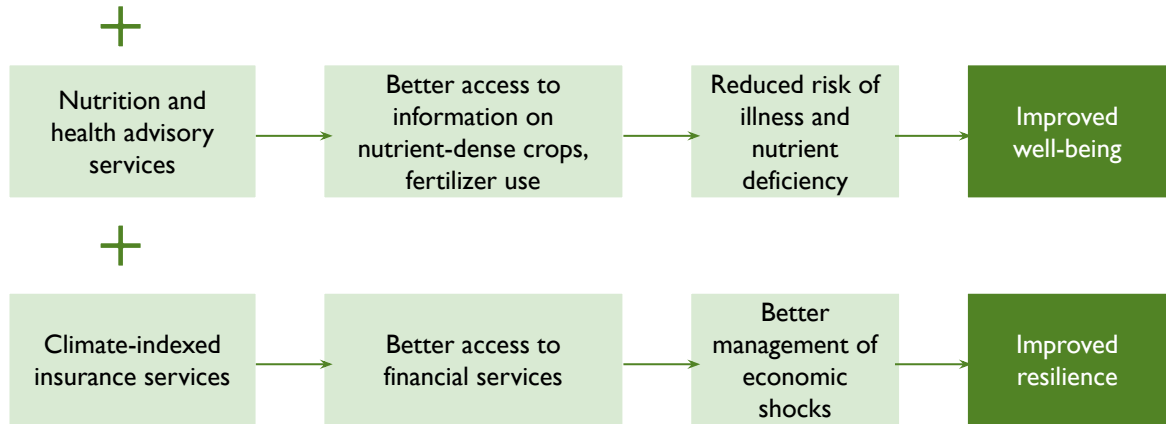 +
Nutrition and
health advisory
services
Better access to
information on
nutrient-dense crops,
fertilizer use
Reduced risk of
illness and
nutrient
deficiency
Improved
well-being
+
Climate-indexed
insurance services
Better access to
financial services
Better
management of
economic
shocks
Improved
resilience